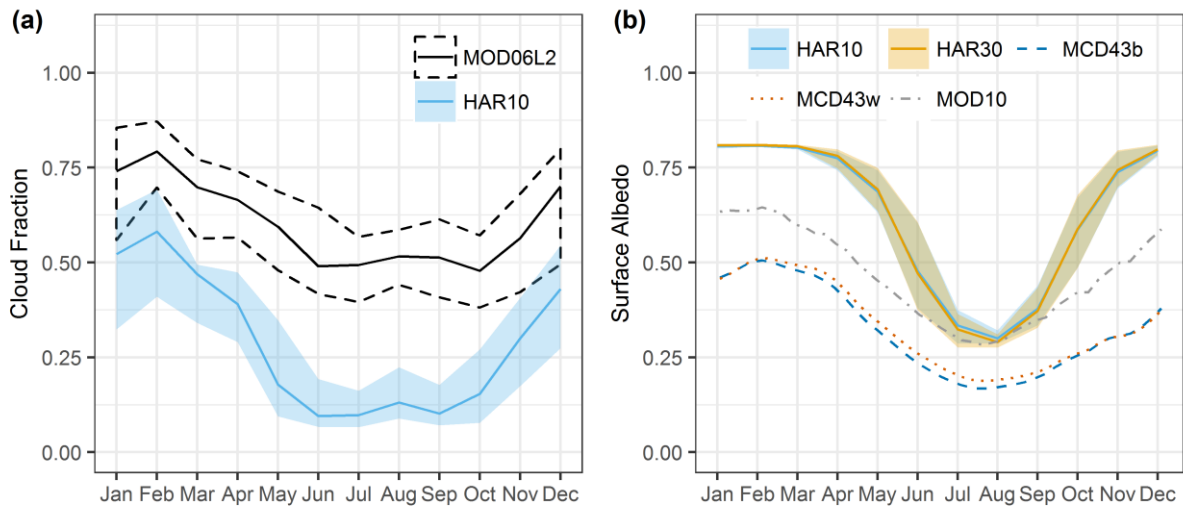 (a)
MOD06L2
HAR10
1.00
0.75
0.50
0.25
0.00
Cloud Fraction
Jan Feb Mar Apr May Jun Jul Aug Sep Oct Nov Dec
(b)
HAR10 HAR30 MCD43b
MCD43w MOD10
1.00
0.75
0.50
0.25
0.00
Surface Albedo
Jan Feb Mar Apr May Jun Jul Aug Sep Oct Nov Dec